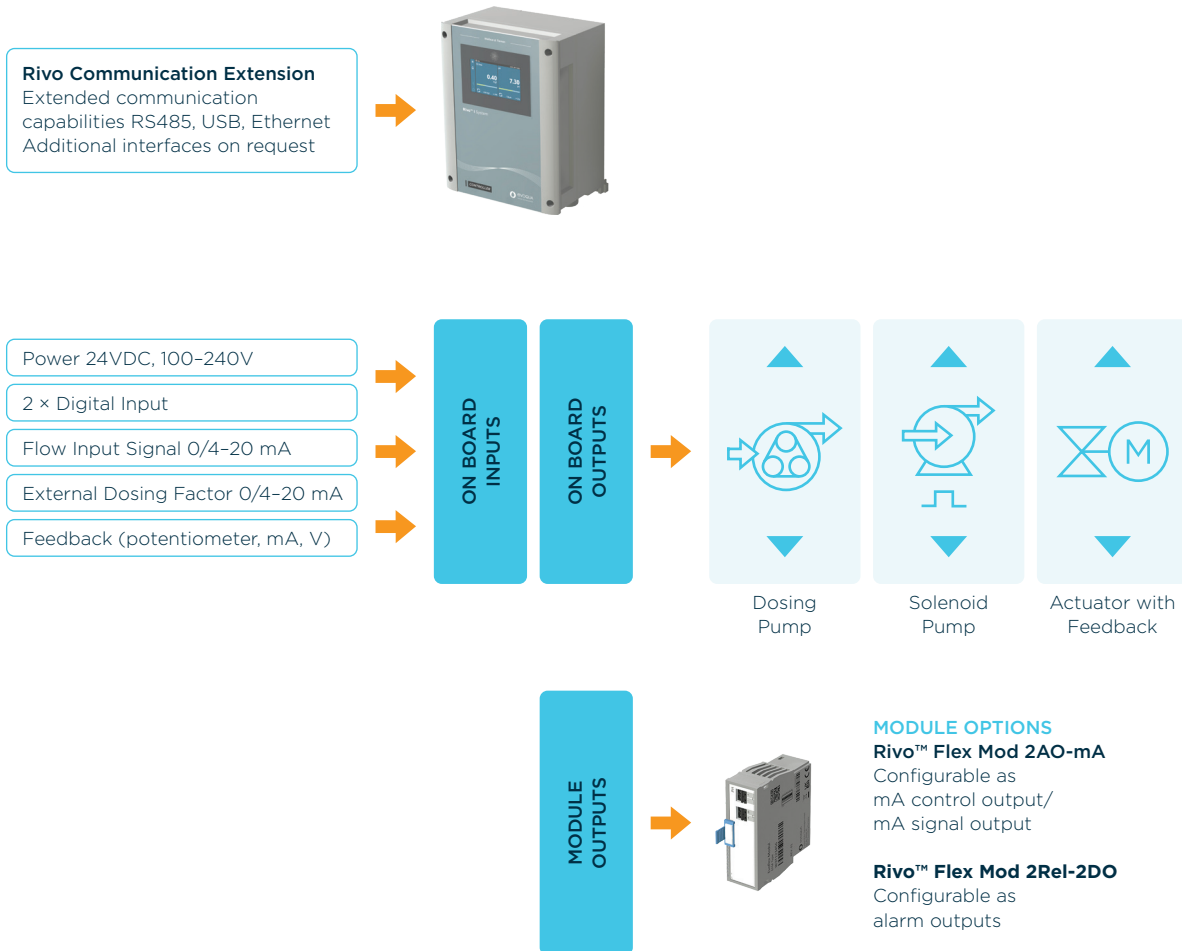 Rivo Communication Extension
Extended communication
capabilities RS485, USB, Ethernet
Additional interfaces on request
0.40
7.30
Power 24VDC, 100–240V
2 × Digital Input
Flow Input Signal 0/4–20 mA
External Dosing Factor 0/4–20 mA
Feedback (potentiometer, mA, V)
ON BOARD
INPUTS
ON BOARD
OUTPUTS
M
Dosing
Pump
Solenoid
Pump
Actuator with
Feedback
MODULE
OUTPUTS
MODULE OPTIONS
Rivo™ Flex Mod 2AO-mA
Configurable as
mA control output/
mA signal output
Rivo™ Flex Mod 2Rel-2DO
Configurable as
alarm outputs